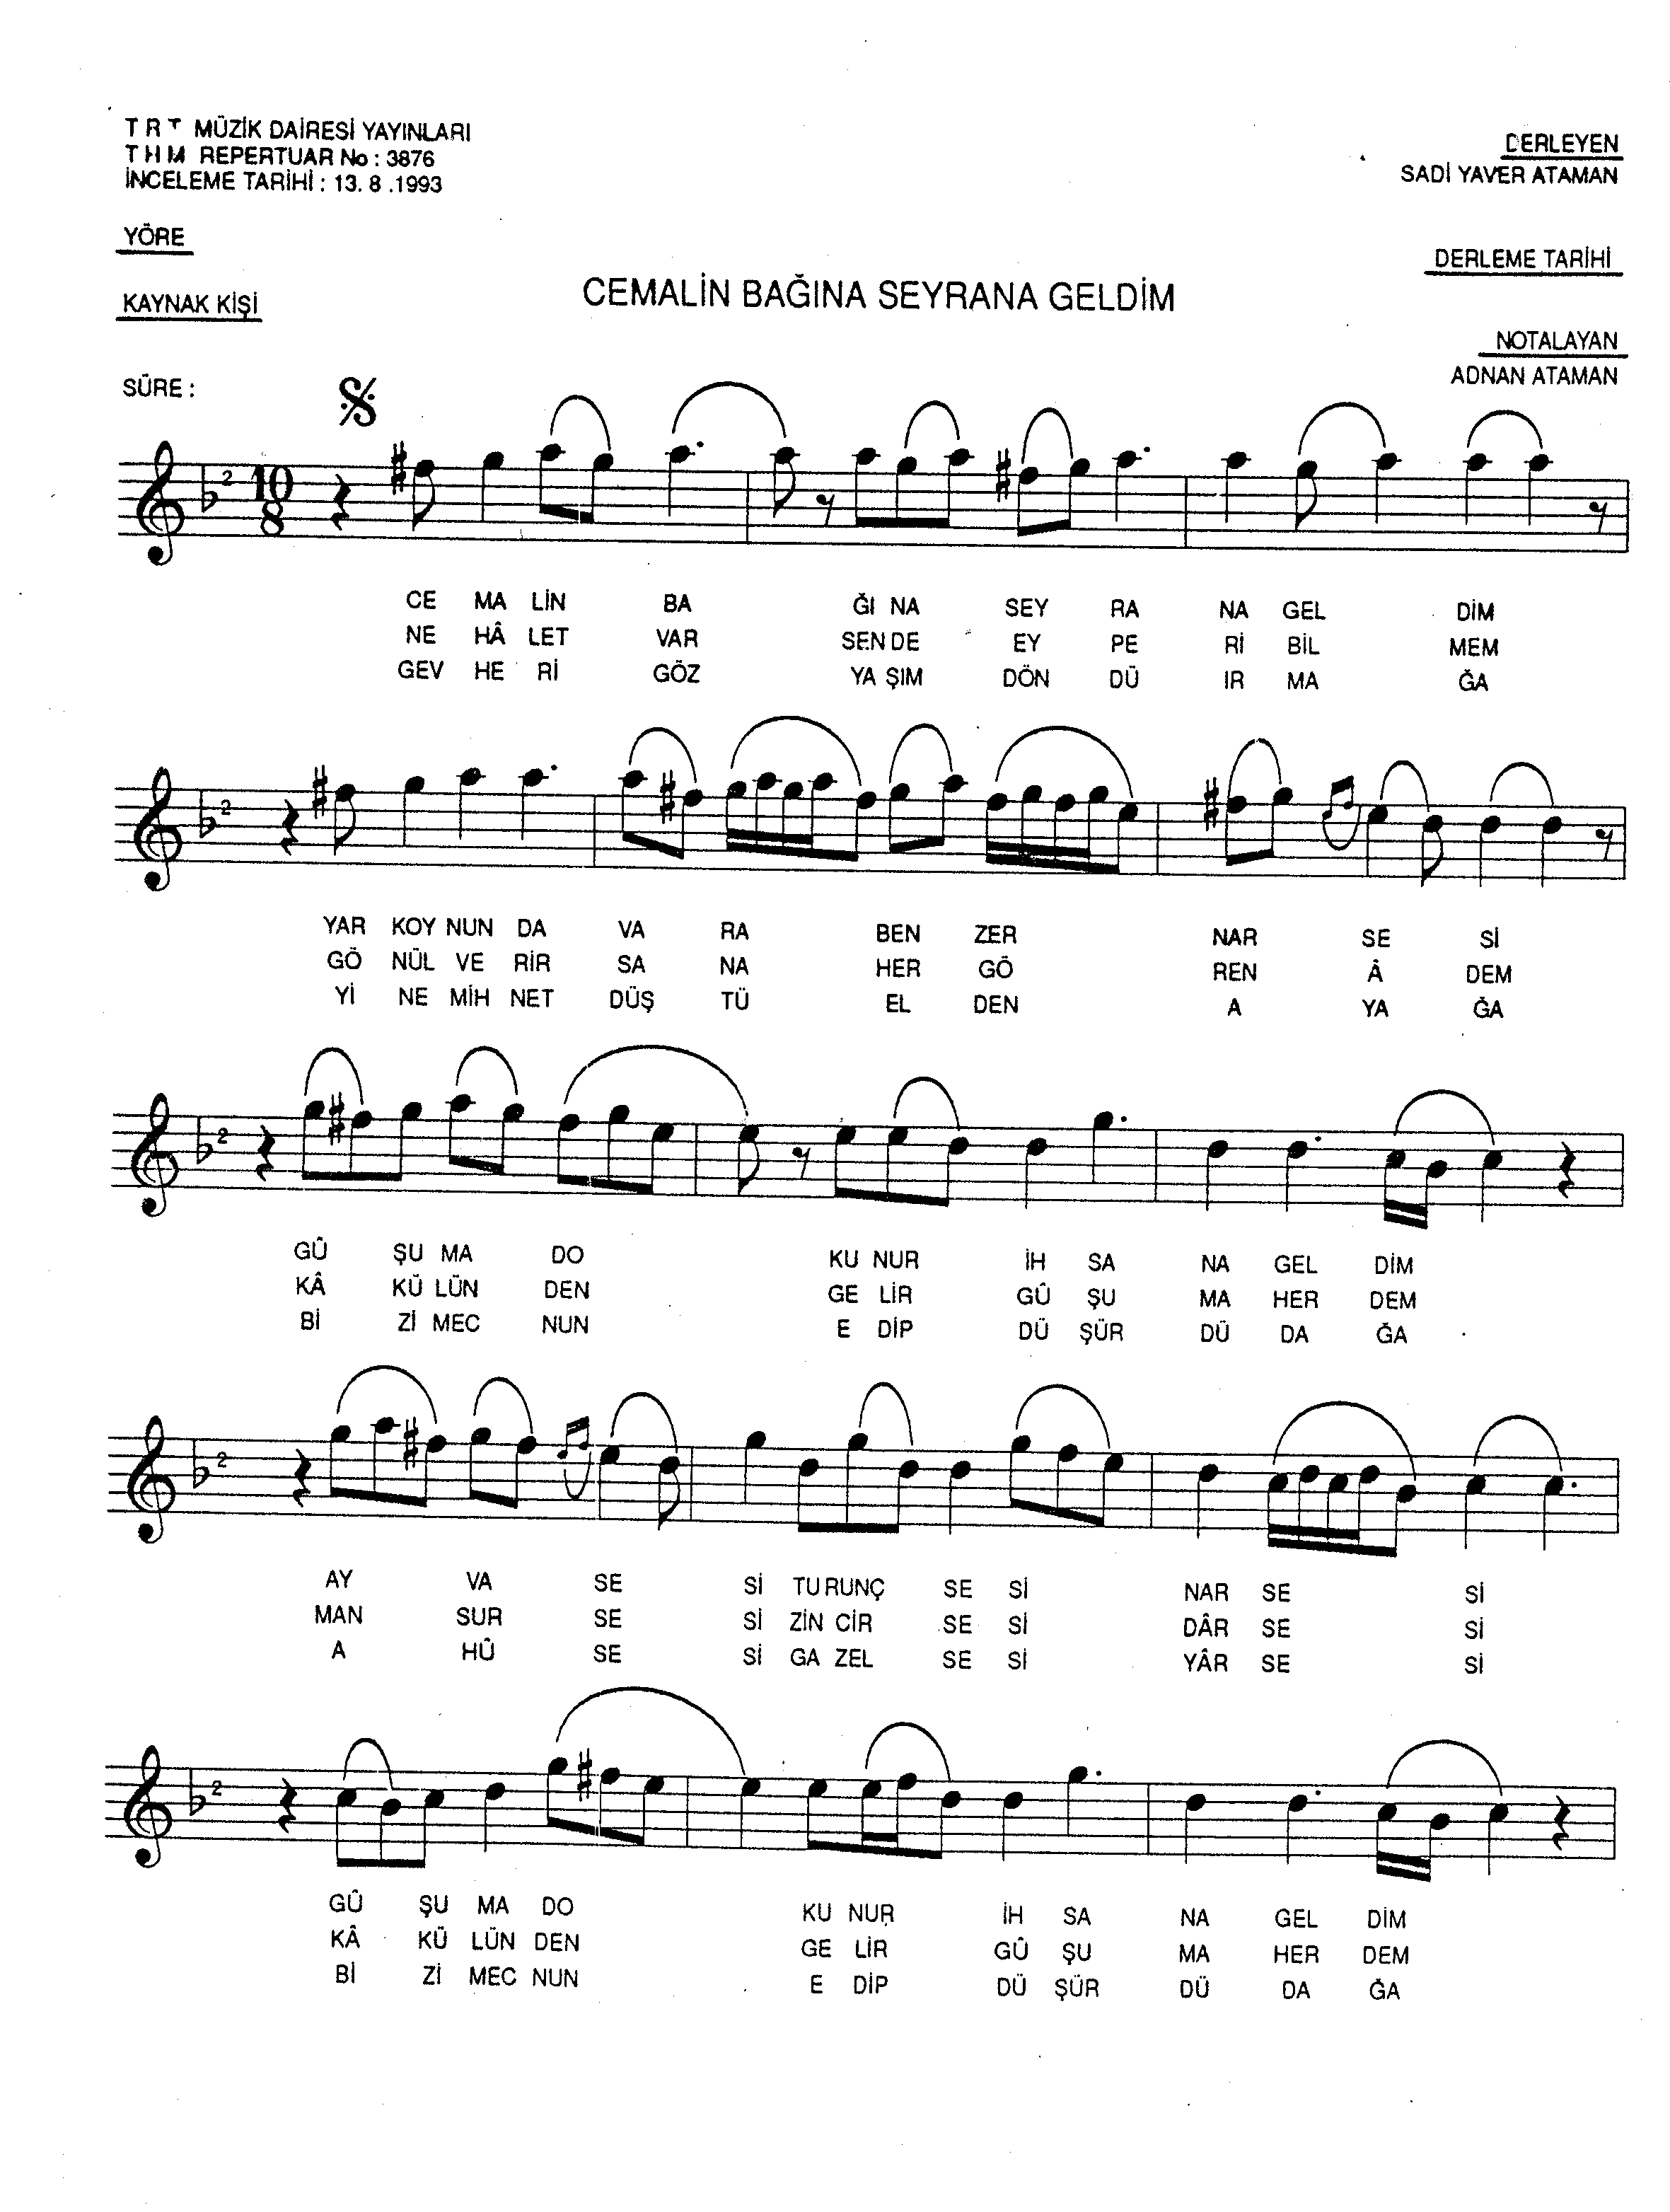 T R T MÜZİK DAİRESİ YAYINLARI
T H M REPERTUAR No : 3876
İNCELEME TARİHİ : 13. 8 .1993
DERLEYEN
SADİ YAVER ATAMAN
YÖRE
DERLEME TARİHİ
KAYNAK KİŞİ
CEMALİN BAĞINA SEYRANA GELDİM
NOTALAYAN
ADNAN ATAMAN
SÜRE :
2 10 8
CE MA LİN BA ĞI NA SEY RA NA GEL DİM
NE HÂ LET VAR SEN DE EY PE Rİ BİL MEM
GEV HE Rİ GÖZ YA ŞIM DÖN DÜ IR MA ĞA
2
YAR KOY NUN DA VA RA BEN ZER NAR SE Sİ
GÖ NÜL VE RİR SA NA HER GÖ REN Â DEM
Yİ NE MİH NET DÜŞ TÜ EL DEN A YA ĞA
2
GÛ ŞU MA DO KU NUR İH SA NA GEL DİM
KÂ KÜ LÜN DEN GE LİR GÛ ŞU MA HER DEM
Bİ Zİ MEC NUN E DİP DÜ ŞÜR DÜ DA ĞA
2
AY VA SE Sİ TU RUNÇ SE Sİ NAR SE Sİ
MAN SUR SE Sİ ZİN CİR SE Sİ DÂR SE Sİ
A HÛ SE Sİ GA ZEL SE Sİ YÂR SE Sİ
2
GÛ ŞU MA DO KU NUR İH SA NA GEL DİM
KÂ KÜ LÜN DEN GE LİR GÛ ŞU MA HER DEM
Bİ Zİ MEC NUN E DİP DÜ ŞÜR DÜ DA ĞA